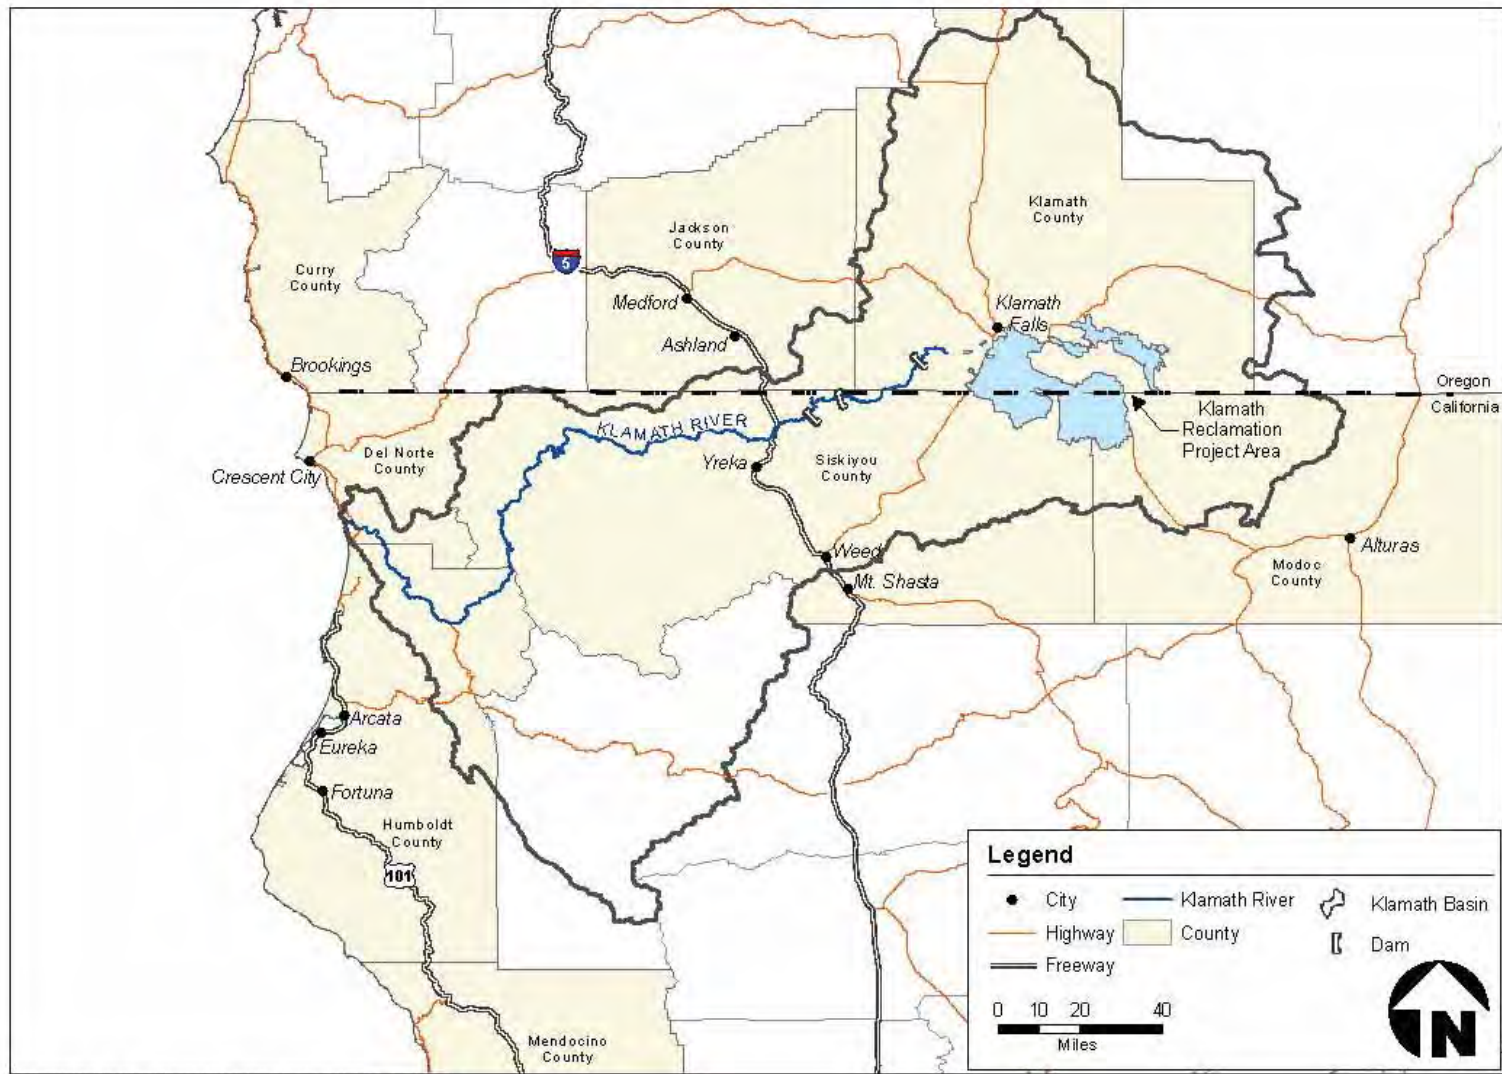 Jackson
County
Klamath
County
Curry
County
5
Medford
Ashland
Klamath
Falls
Brookings
Oregon
California
KLAMATH RIVER
Klamath
Reclamation
Project Area
Del Norte
County
Crescent City
Yreka
Siskiyou
County
Weed
Mt. Shasta
Alturas
Modoc
County
Arcata
Eureka
Fortuna
Humboldt
County
101
Mendocino
County
Legend
City
Klamath River
Klamath Basin
Highway
County
Dam
Freeway
0 10 20 40
Miles
N